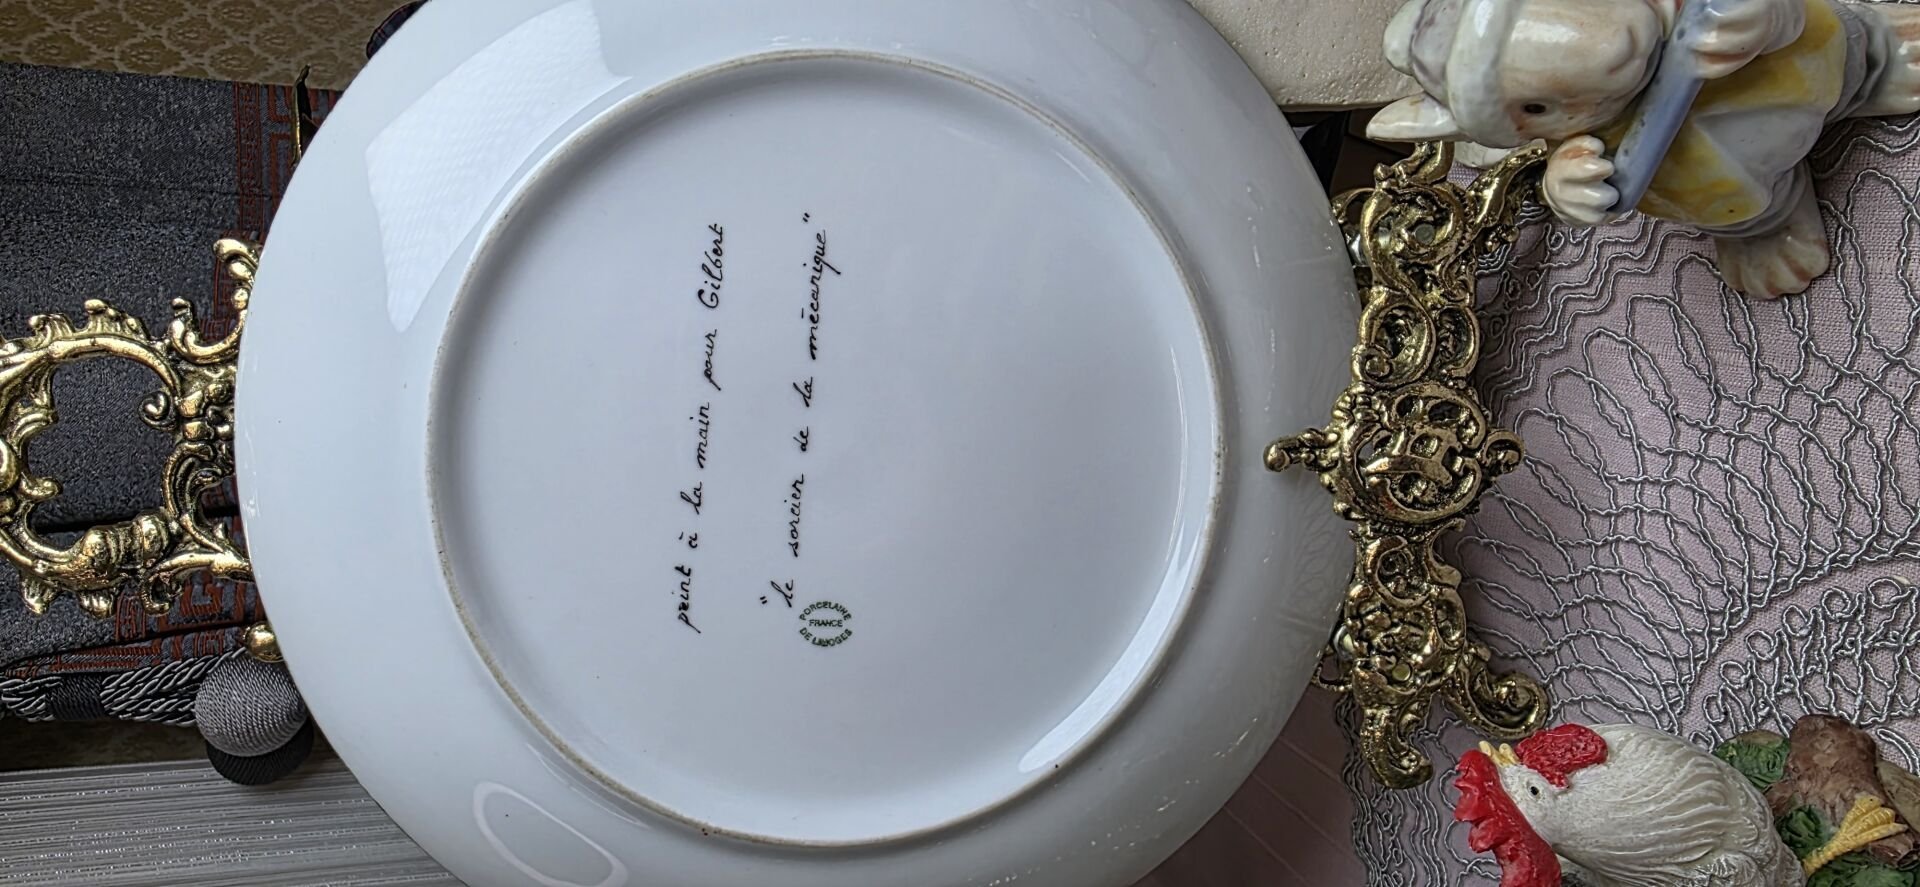 peint à la main pour Gilbert
"le sorcier de la mécanique"
PORCELAINE
FRANCE
DE LIMOGES